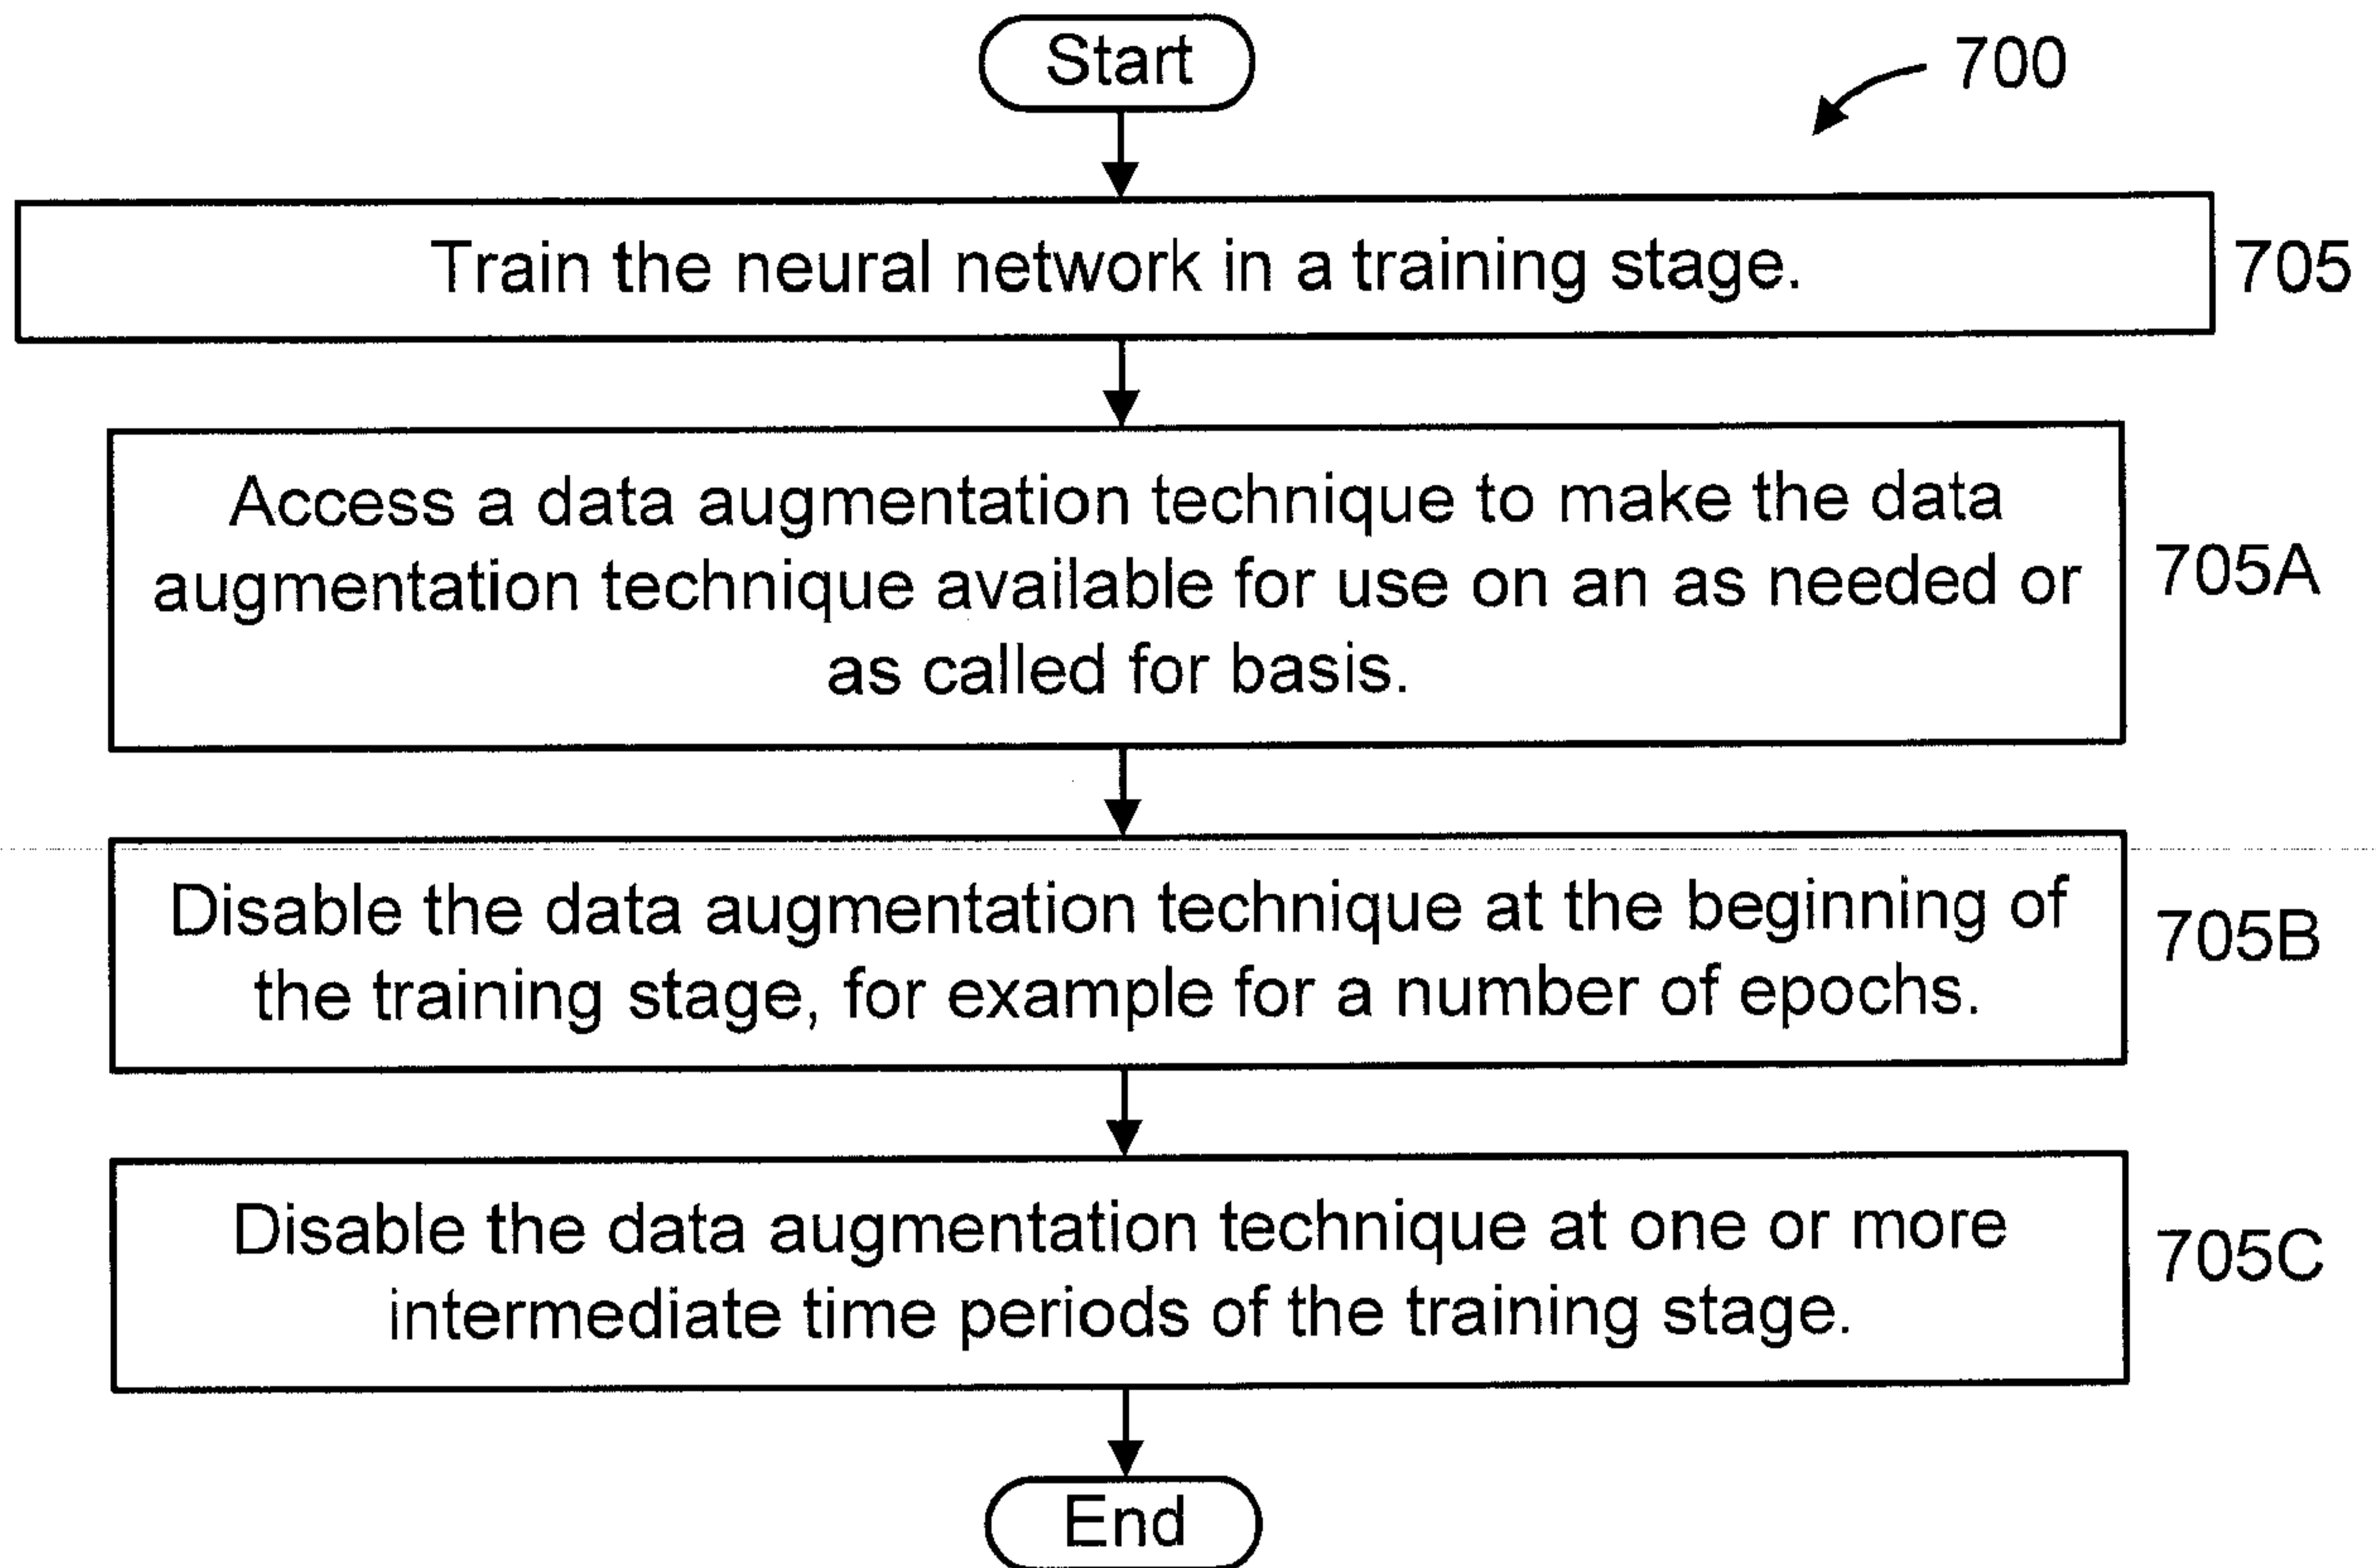 Start
700
Train the neural network in a training stage.
705
Access a data augmentation technique to make the data
augmentation technique available for use on an as needed or
as called for basis.
705A
Disable the data augmentation technique at the beginning of
the training stage, for example for a number of epochs.
705B
Disable the data augmentation technique at one or more
intermediate time periods of the training stage.
705C
End